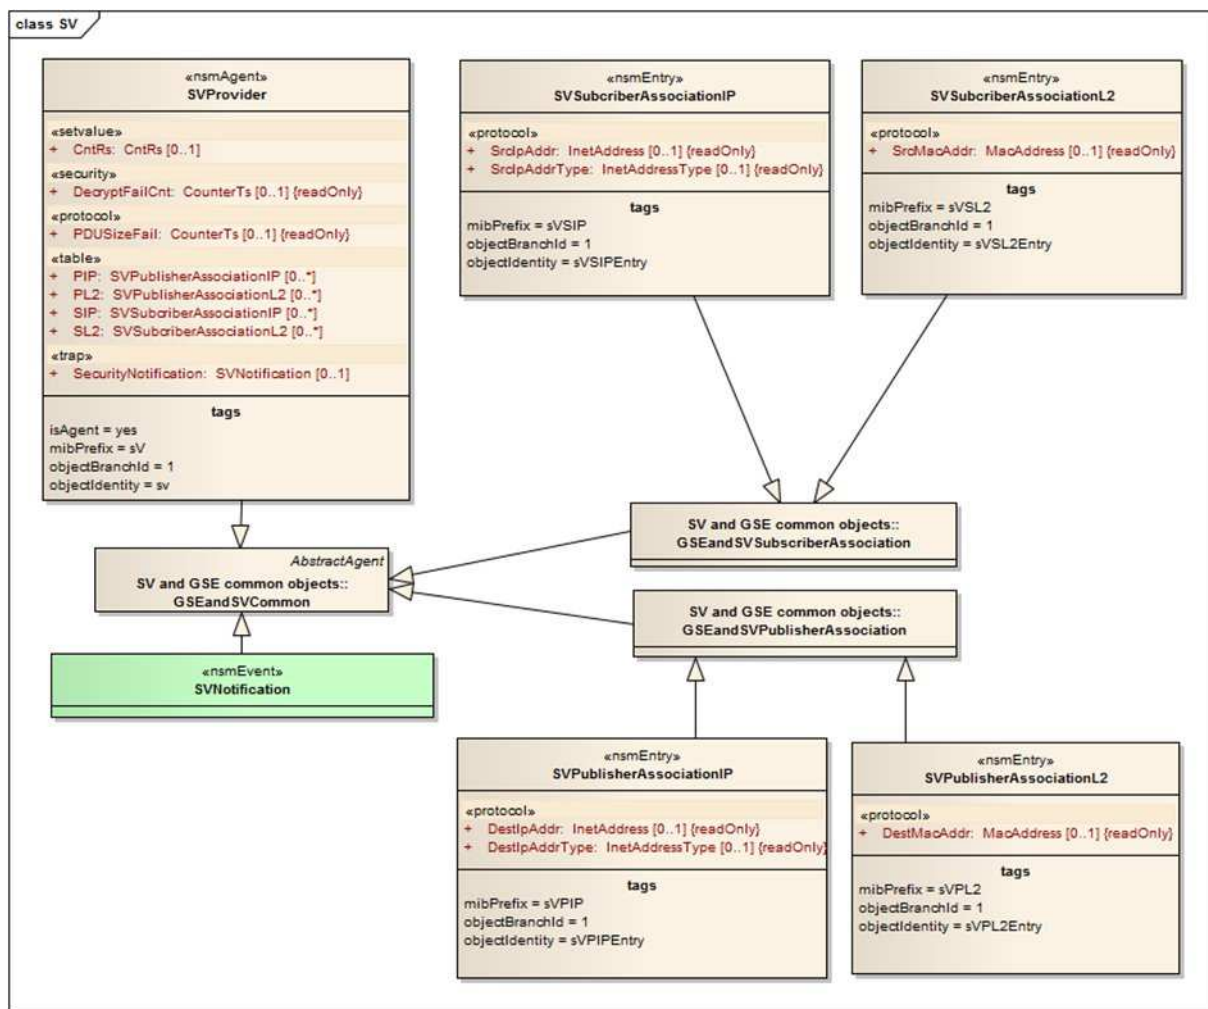 class SV
«nsmAgent»
SVProvider
«setvalue»
+ CntRs: CntRs [0..1]
«security»
+ DecryptFailCnt: CounterTs [0..1] {readOnly}
«protocol»
+ PDUSizeFail: CounterTs [0..1] {readOnly}
«table»
+ PIP: SVPublisherAssociationIP [0..*]
+ PL2: SVPublisherAssociationL2 [0..*]
+ SIP: SVSubcriberAssociationIP [0..*]
+ SL2: SVSubcriberAssociationL2 [0..*]
«trap»
+ SecurityNotification: SVNotification [0..1]
tags
isAgent = yes
mibPrefix = sV
objectBranchId = 1
objectIdentity = sv
«nsmEntry»
SVSubcriberAssociationIP
«protocol»
+ SrcIpAddr: InetAddress [0..1] {readOnly}
+ SrcIpAddrType: InetAddressType [0..1] {readOnly}
tags
mibPrefix = sVSIP
objectBranchId = 1
objectIdentity = sVSIPEntry
«nsmEntry»
SVSubcriberAssociationL2
«protocol»
+ SrcMacAddr: MacAddress [0..1] {readOnly}
tags
mibPrefix = sVSL2
objectBranchId = 1
objectIdentity = sVSL2Entry
AbstractAgent
SV and GSE common objects::
GSEandSVCommon
SV and GSE common objects::
GSEandSVSubscriberAssociation
SV and GSE common objects::
GSEandSVPublisherAssociation
«nsmEvent»
SVNotification
«nsmEntry»
SVPublisherAssociationIP
«protocol»
+ DestIpAddr: InetAddress [0..1] {readOnly}
+ DestIpAddrType: InetAddressType [0..1] {readOnly}
tags
mibPrefix = sVPIP
objectBranchId = 1
objectIdentity = sVPIPEntry
«nsmEntry»
SVPublisherAssociationL2
«protocol»
+ DestMacAddr: MacAddress [0..1] {readOnly}
tags
mibPrefix = sVPL2
objectBranchId = 1
objectIdentity = sVPL2Entry